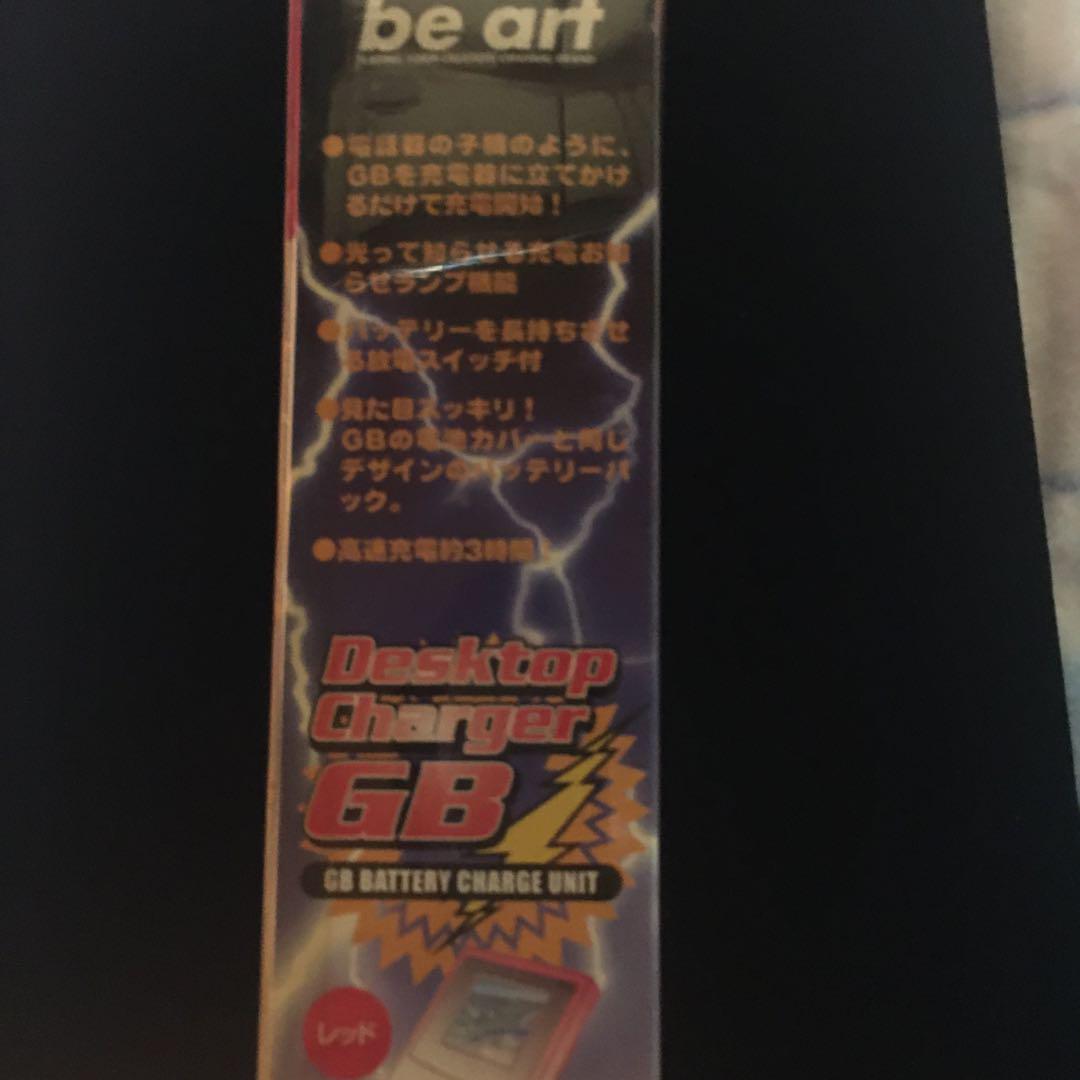 be art
●電話器の子機のように、
GBを充電器に立てかけ
るだけで充電開始！
●光って知らせる充電お知
らせランプ機能
●バッテリーを長持ちさせ
る放電スイッチ付
●見た目スッキリ！
GBの電池カバーと同じ
デザインのバッテリーパ
ック。
●高速充電約3時間！
Desktop
Charger
GB
GB BATTERY CHARGE UNIT
レッド